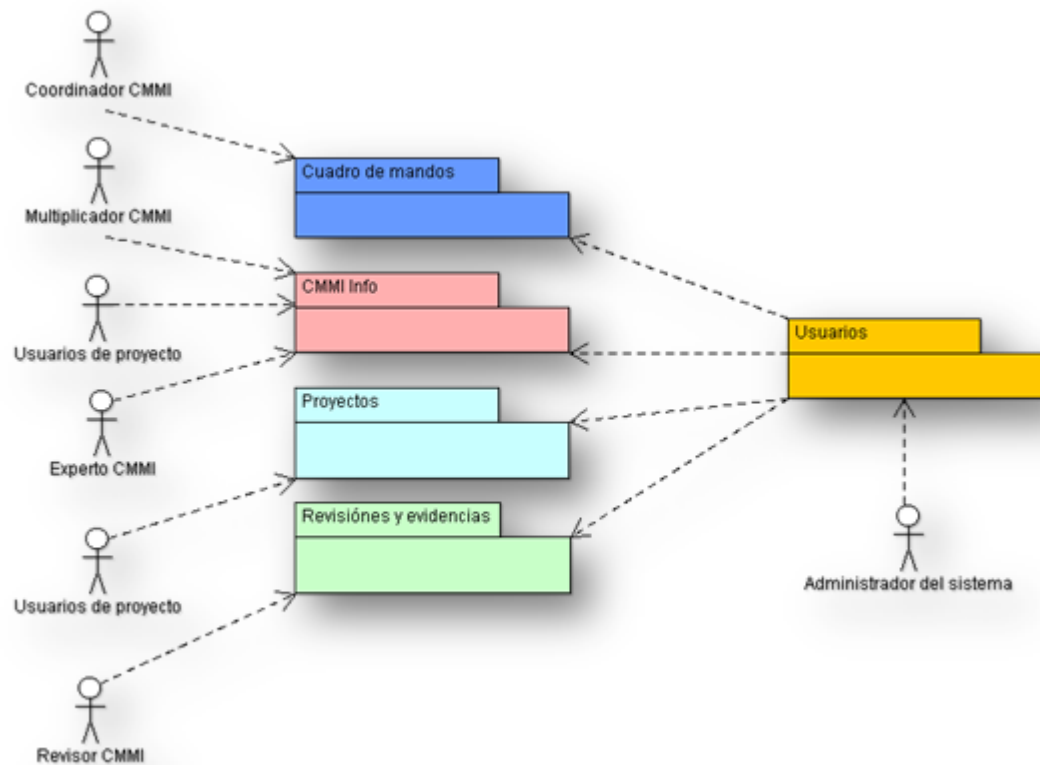 Coordinador CMMI
Cuadro de mandos
Multiplicador CMMI
CMMI Info
Usuarios de proyecto
Usuarios
Experto CMMI
Proyectos
Revisiónes y evidencias
Usuarios de proyecto
Administrador del sistema
Revisor CMMI